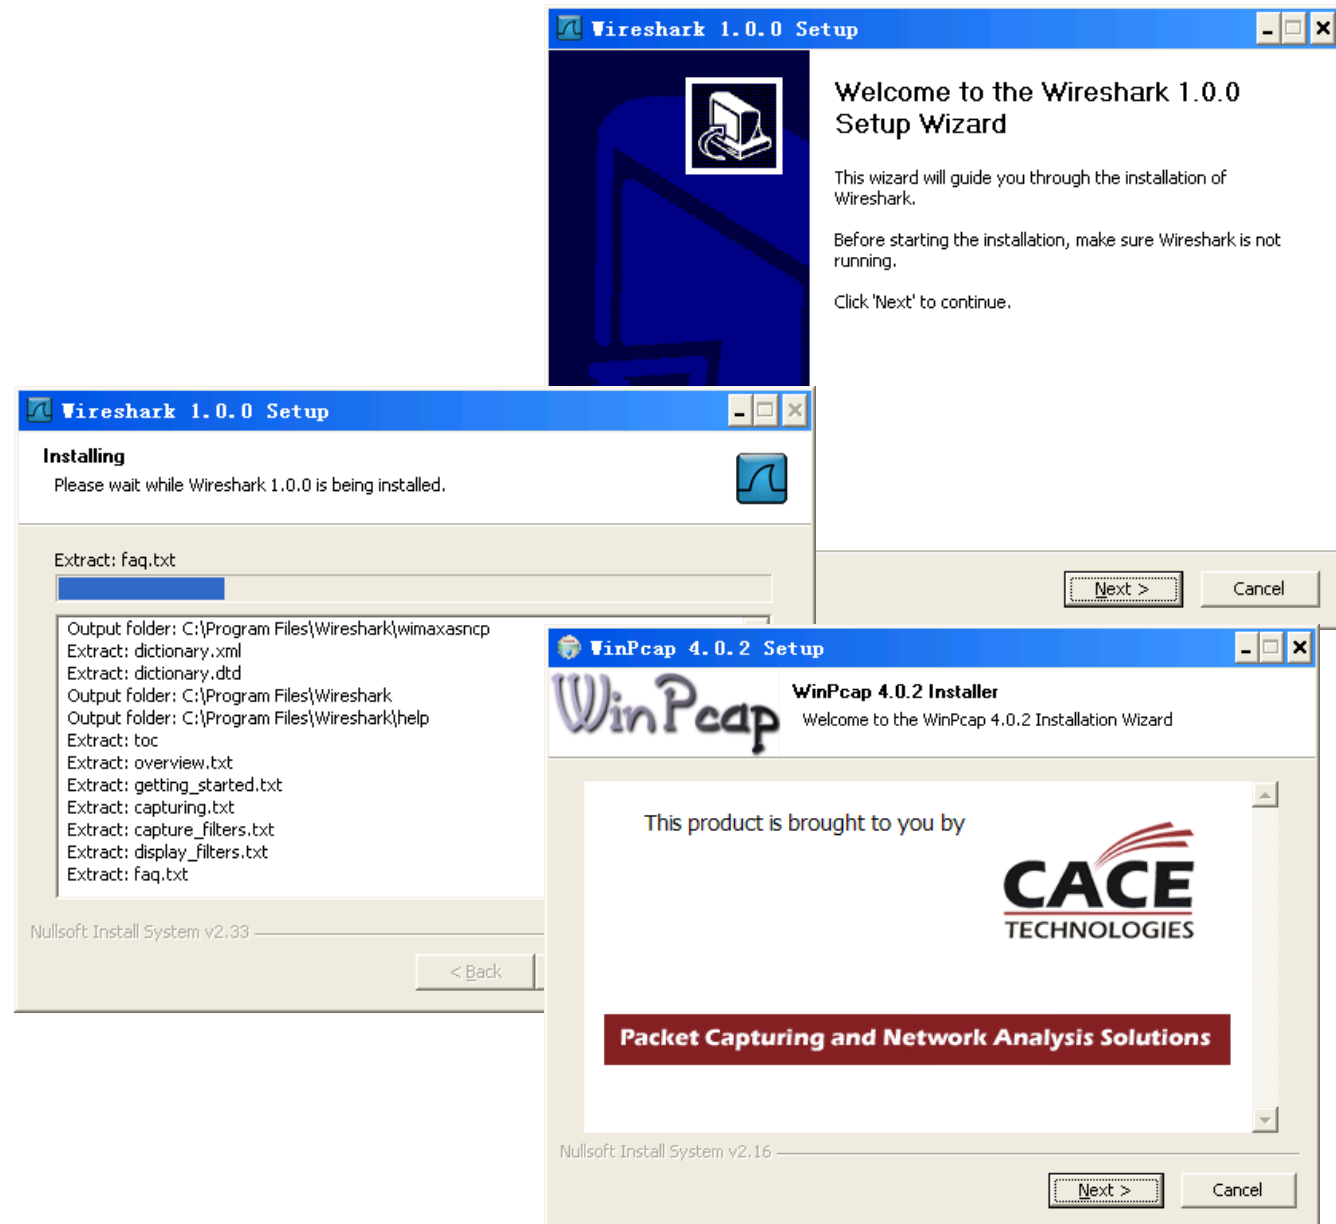 Wireshark 1.0.0 Setup
Welcome to the Wireshark 1.0.0
Setup Wizard
This wizard will guide you through the installation of
Wireshark.
Before starting the installation, make sure Wireshark is not
running.
Click 'Next' to continue.
Next >
Cancel
Wireshark 1.0.0 Setup
Installing
Please wait while Wireshark 1.0.0 is being installed.
Extract: faq.txt
Output folder: C:\Program Files\Wireshark\wimaxasncp
Extract: dictionary.xml
Extract: dictionary.dtd
Output folder: C:\Program Files\Wireshark
Output folder: C:\Program Files\Wireshark\help
Extract: toc
Extract: overview.txt
Extract: getting_started.txt
Extract: capturing.txt
Extract: capture_filters.txt
Extract: display_filters.txt
Extract: faq.txt
Nullsoft Install System v2.33
< Back
WinPcap 4.0.2 Setup
WinPcap
WinPcap 4.0.2 Installer
Welcome to the WinPcap 4.0.2 Installation Wizard
This product is brought to you by
CACE
TECHNOLOGIES
Packet Capturing and Network Analysis Solutions
Nullsoft Install System v2.16
Next >
Cancel